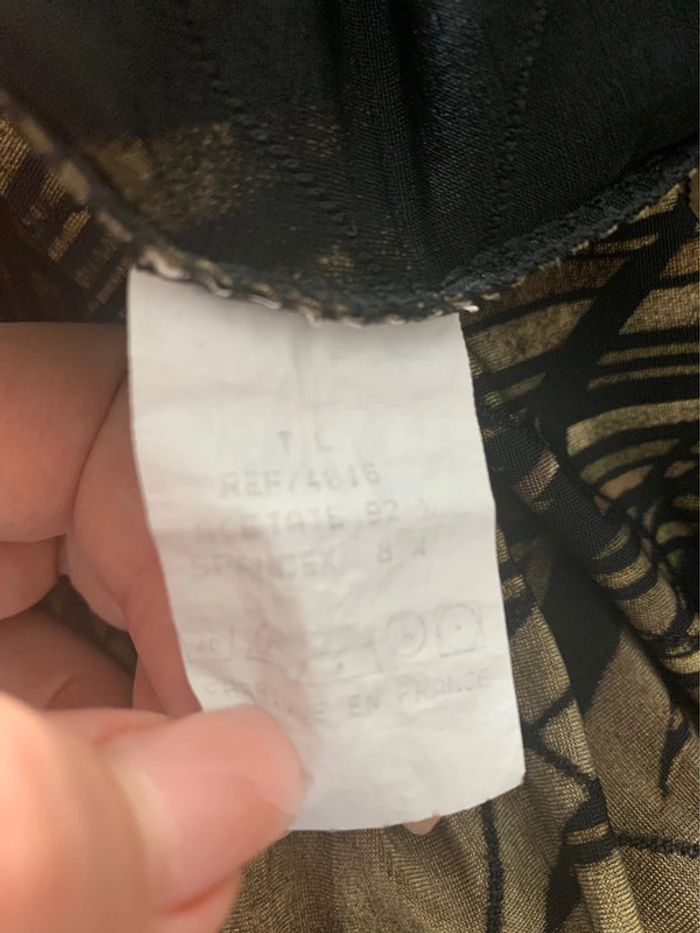 T L
REF/4816
ACETATE 92 %
SPANDEX 8 %
EN FRANCE